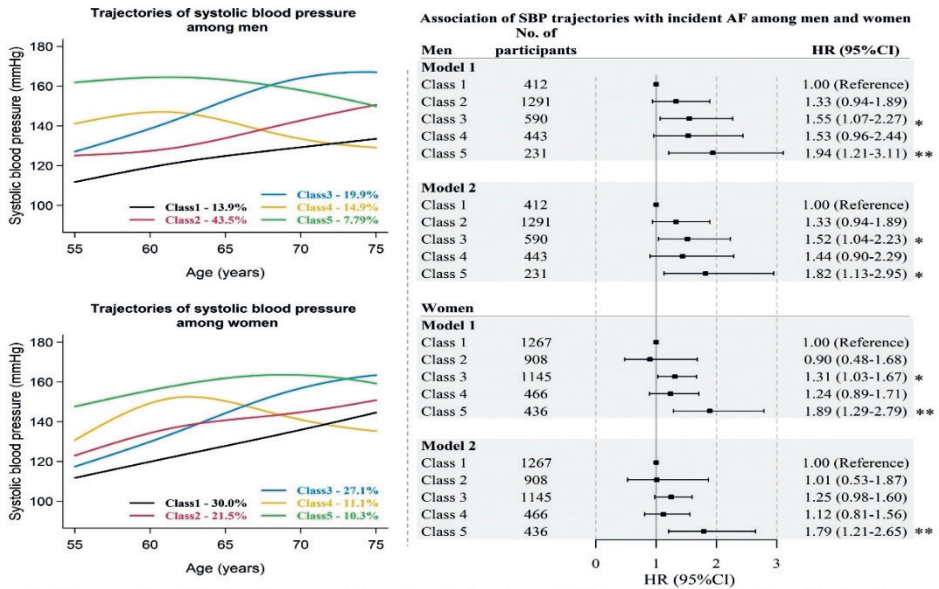 Trajectories of systolic blood pressure
among men
Systolic blood pressure (mmHg)
180
160
140
120
100
Class1 - 13.9%
Class2 - 43.5%
Class3 - 19.9%
Class4 - 14.9%
Class5 - 7.79%
55 60 65 70 75
Age (years)
Trajectories of systolic blood pressure
among women
Systolic blood pressure (mmHg)
180
160
140
120
100
Class1 - 30.0%
Class2 - 21.5%
Class3 - 27.1%
Class4 - 11.1%
Class5 - 10.3%
55 60 65 70 75
Age (years)
Association of SBP trajectories with incident AF among men and women
Men No. of participants HR (95%CI)
Model 1
Class 1 412 1.00 (Reference)
Class 2 1291 1.33 (0.94-1.89)
Class 3 590 1.55 (1.07-2.27) *
Class 4 443 1.53 (0.96-2.44)
Class 5 231 1.94 (1.21-3.11) **
Model 2
Class 1 412 1.00 (Reference)
Class 2 1291 1.33 (0.94-1.89)
Class 3 590 1.52 (1.04-2.23) *
Class 4 443 1.44 (0.90-2.29)
Class 5 231 1.82 (1.13-2.95) *
Women
Model 1
Class 1 1267 1.00 (Reference)
Class 2 908 0.90 (0.48-1.68)
Class 3 1145 1.31 (1.03-1.67) *
Class 4 466 1.24 (0.89-1.71)
Class 5 436 1.89 (1.29-2.79) **
Model 2
Class 1 1267 1.00 (Reference)
Class 2 908 1.01 (0.53-1.87)
Class 3 1145 1.25 (0.98-1.60)
Class 4 466 1.12 (0.81-1.56)
Class 5 436 1.79 (1.21-2.65) **
0 1 2 3
HR (95%CI)